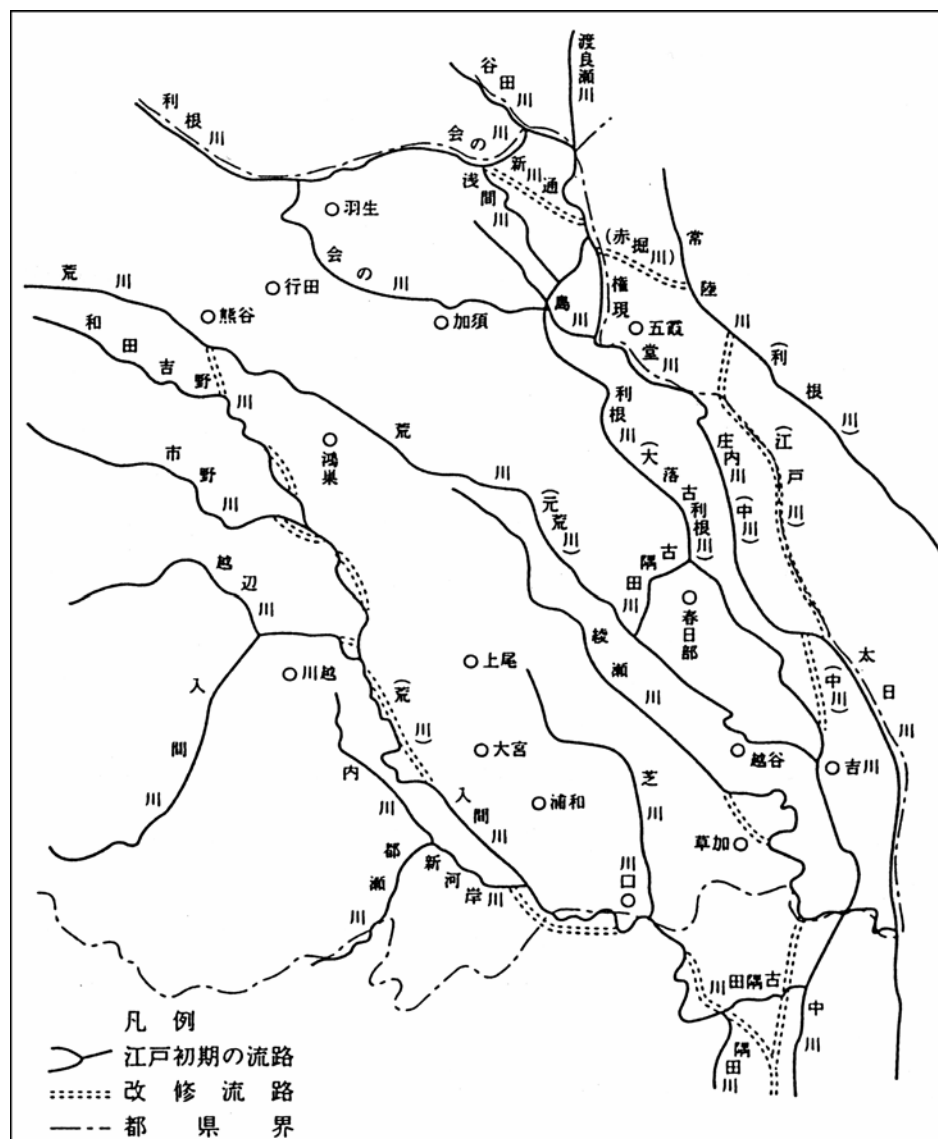 渡良瀬川
谷田川
利根川
会の川
新川通
浅間川
羽生
(赤堀川)
常陸川(利根川)
荒川
会の川
行田
権現堂川
島川
熊谷
加須
五霞
和田吉野川
利根川(大落古利根川)
(江戸川)
庄内川(中川)
鴻巣
荒川(元荒川)
市野川
古隅田川
春日部
越辺川
綾瀬川
上尾
川越
太日川
(中川)
(荒川)
入間川
大宮
越谷
吉川
芝川
内川
入間川
浦和
草加
都瀬川
新河岸川
川口
古隅田川
中川
隅田川
凡例
江戸初期の流路
改修流路
都県界